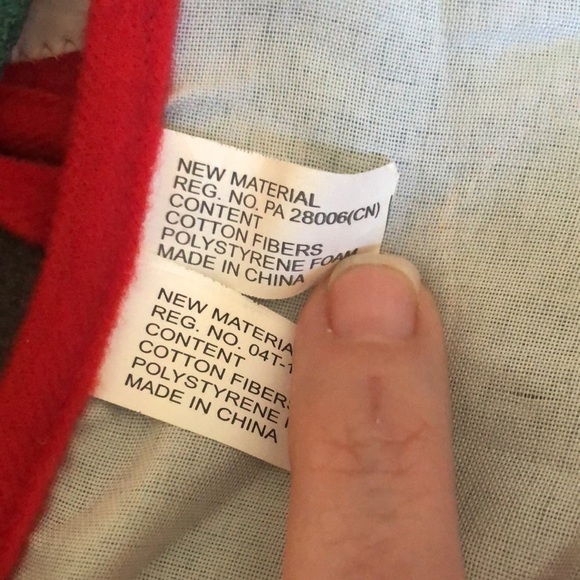 NEW MATERIAL
REG. NO. PA 28006(CN)
CONTENT
COTTON FIBERS
POLYSTYRENE FOAM
MADE IN CHINA
NEW MATERIA
REG. NO. 04T-1
CONTENT
COTTON FIBERS
POLYSTYRENE
MADE IN CHINA